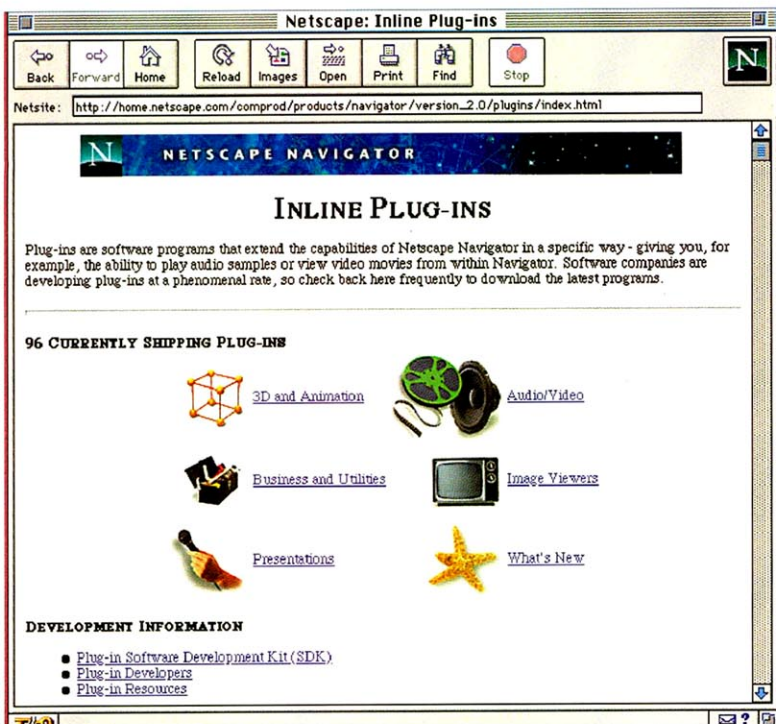 Netscape: Inline Plug-ins
Back Forward Home Reload Images Open Print Find Stop
N
Netsite: http://home.netscape.com/comprod/products/navigator/version_2.0/plugins/index.html
N NETSCAPE NAVIGATOR
INLINE PLUG-INS
Plug-ins are software programs that extend the capabilities of Netscape Navigator in a specific way - giving you, for
example, the ability to play audio samples or view video movies from within Navigator. Software companies are
developing plug-ins at a phenomenal rate, so check back here frequently to download the latest programs.
96 CURRENTLY SHIPPING PLUG-INS
3D and Animation Audio/Video
Business and Utilities Image Viewers
Presentations What's New
DEVELOPMENT INFORMATION
Plug-in Software Development Kit (SDK)
Plug-in Developers
Plug-in Resources
?